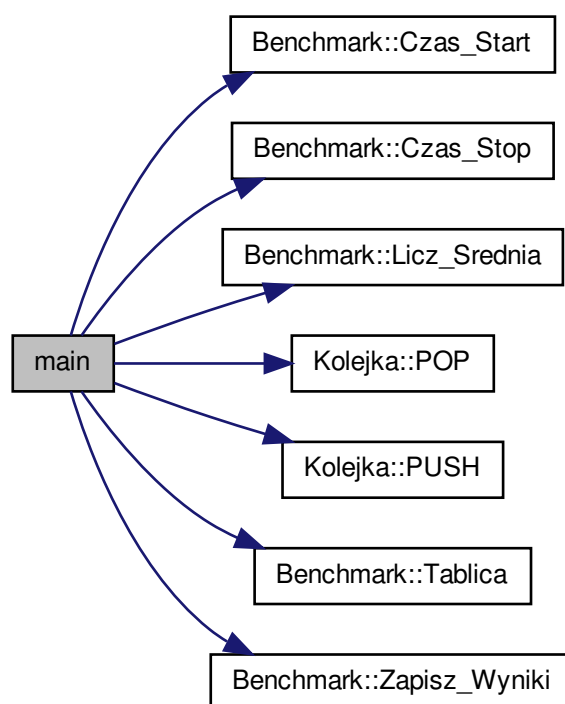 Benchmark::Czas_Start
Benchmark::Czas_Stop
Benchmark::Licz_Srednia
main
Kolejka::POP
Kolejka::PUSH
Benchmark::Tablica
Benchmark::Zapisz_Wyniki